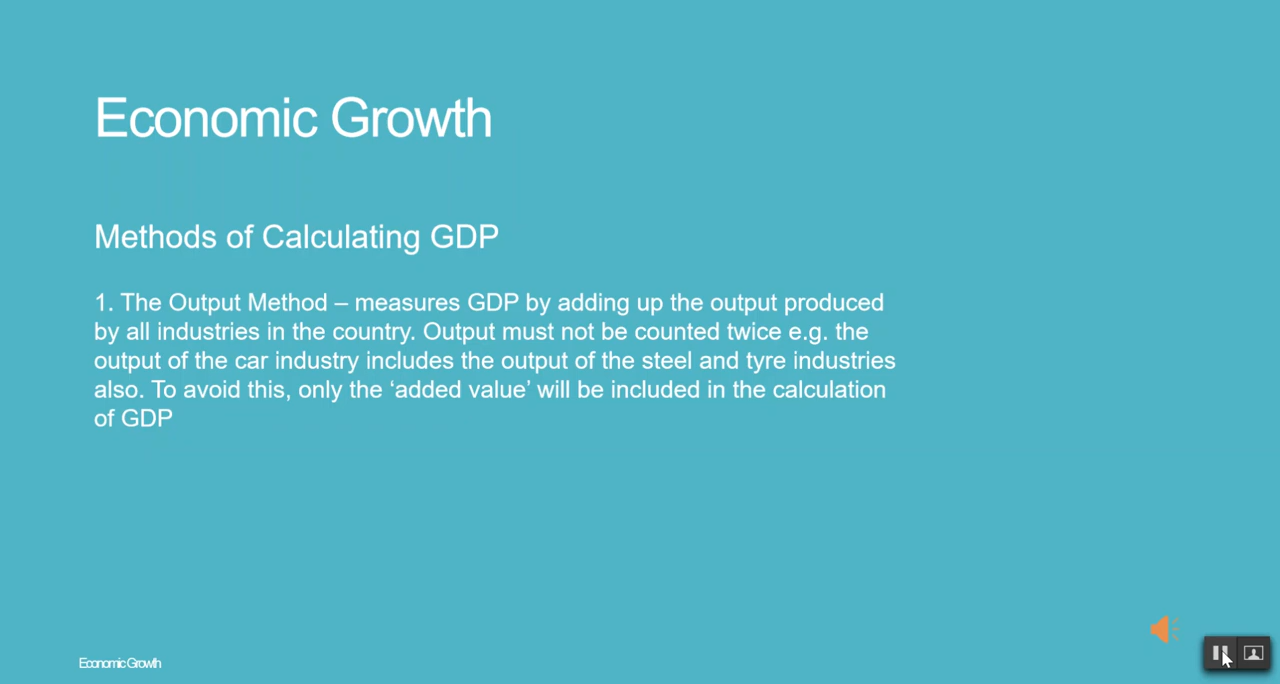 Economic Growth
Methods of Calculating GDP
1. The Output Method – measures GDP by adding up the output produced
by all industries in the country. Output must not be counted twice e.g. the
output of the car industry includes the output of the steel and tyre industries
also. To avoid this, only the ‘added value’ will be included in the calculation
of GDP
Economic Growth